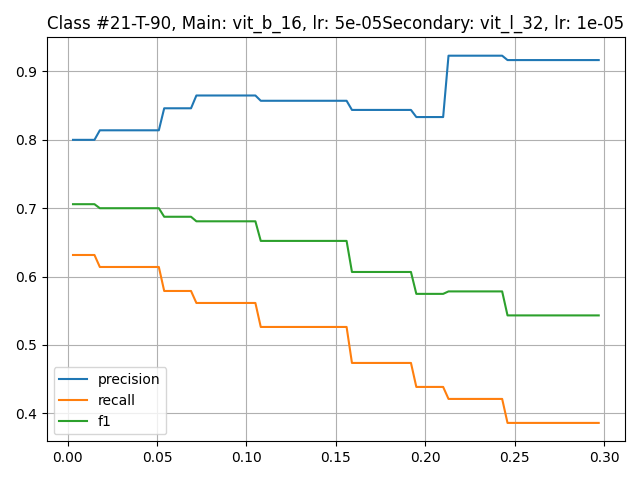 Class #21-T-90, Main: vit_b_16, lr: 5e-05Secondary: vit_l_32, lr: 1e-05
0.9
0.8
0.7
0.6
0.5
0.4
precision
recall
f1
0.00 0.05 0.10 0.15 0.20 0.25 0.30